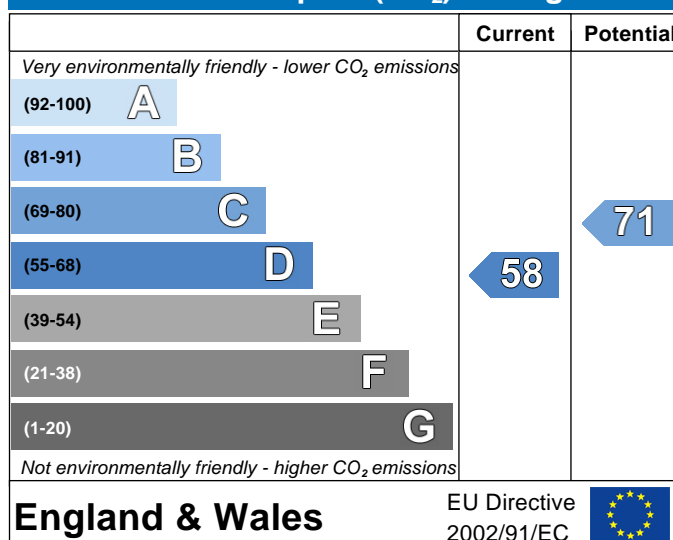 Current Potential
Very environmentally friendly - lower CO₂ emissions
(92-100) A
(81-91) B
(69-80) C
71
(55-68) D
58
(39-54) E
(21-38) F
(1-20) G
Not environmentally friendly - higher CO₂ emissions
England & Wales
EU Directive
2002/91/EC